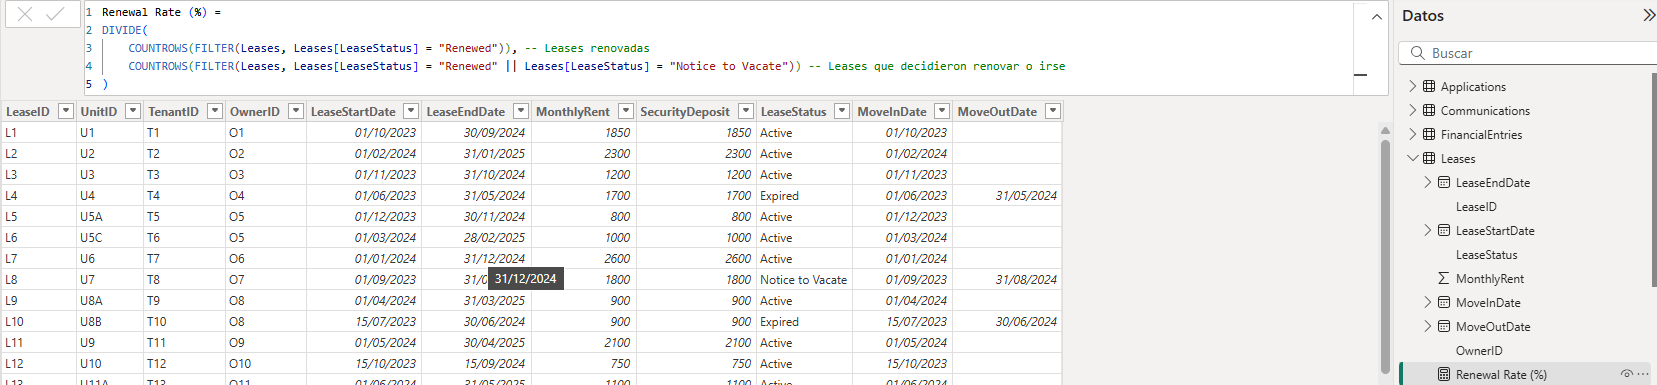 1 Renewal Rate (%) =
2 DIVIDE(
3 COUNTROWS(FILTER(Leases, Leases[LeaseStatus] = "Renewed")), -- Leases renovadas
4 COUNTROWS(FILTER(Leases, Leases[LeaseStatus] = "Renewed" || Leases[LeaseStatus] = "Notice to Vacate")) -- Leases que decidieron renovar o irse
5 )
LeaseID UnitID TenantID OwnerID LeaseStartDate LeaseEndDate MonthlyRent SecurityDeposit LeaseStatus MoveInDate MoveOutDate
L1 U1 T1 O1 01/10/2023 30/09/2024 1850 1850 Active 01/10/2023
L2 U2 T2 O2 01/02/2024 31/01/2025 2300 2300 Active 01/02/2024
L3 U3 T3 O3 01/11/2023 31/10/2024 1200 1200 Active 01/11/2023
L4 U4 T4 O4 01/06/2023 31/05/2024 1700 1700 Expired 01/06/2023 31/05/2024
L5 U5A T5 O5 01/12/2023 30/11/2024 800 800 Active 01/12/2023
L6 U5C T6 O5 01/03/2024 28/02/2025 1000 1000 Active 01/03/2024
L7 U6 T7 O6 01/01/2024 31/12/2024 2600 2600 Active 01/01/2024
L8 U7 T8 O7 01/09/2023 31/0 1800 1800 Notice to Vacate 01/09/2023 31/08/2024
31/12/2024
L9 U8A T9 O8 01/04/2024 31/03/2025 900 900 Active 01/04/2024
L10 U8B T10 O8 15/07/2023 30/06/2024 900 900 Expired 15/07/2023 30/06/2024
L11 U9 T11 O9 01/05/2024 30/04/2025 2100 2100 Active 01/05/2024
L12 U10 T12 O10 15/10/2023 15/09/2024 750 750 Active 15/10/2023
L13 U11A T13 O11 01/06/2024 31/05/2025 1100 1100 Active 01/06/2024
Datos
Buscar
Applications
Communications
FinancialEntries
Leases
LeaseEndDate
LeaseID
LeaseStartDate
LeaseStatus
MonthlyRent
MoveInDate
MoveOutDate
OwnerID
Renewal Rate (%)